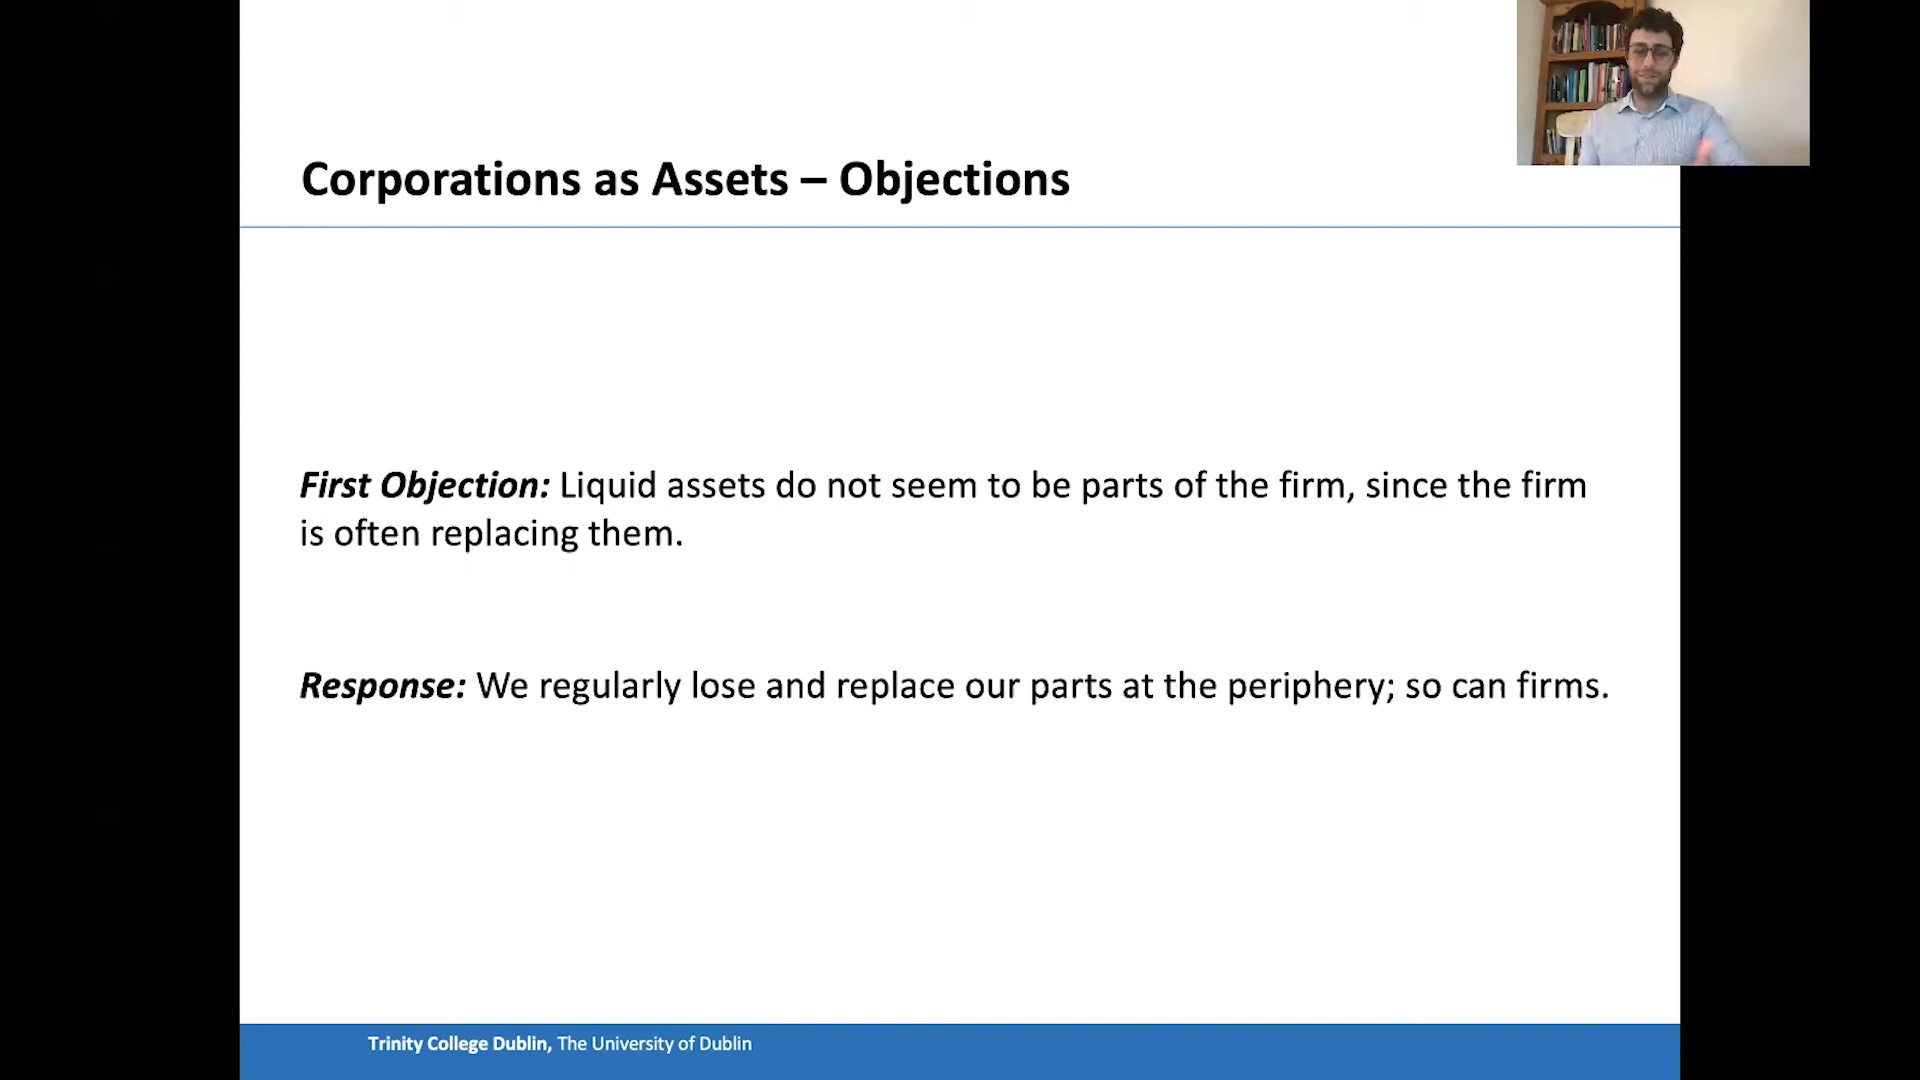 Corporations as Assets – Objections
First Objection: Liquid assets do not seem to be parts of the firm, since the firm
is often replacing them.
Response: We regularly lose and replace our parts at the periphery; so can firms.
Trinity College Dublin, The University of Dublin